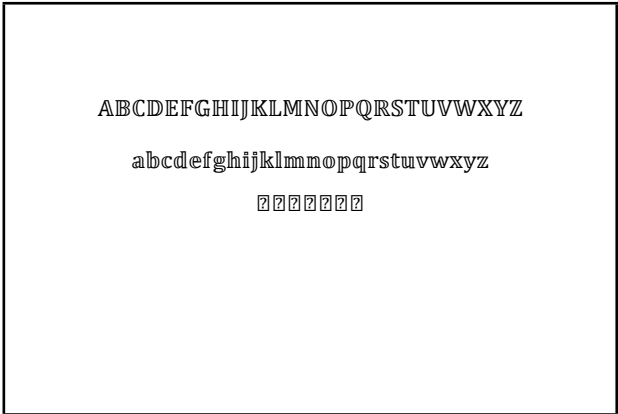 𝔸𝔹ℂ𝔻𝔼𝔽𝔾ℍ𝕀𝕁𝕂𝕃𝕄ℕ𝕆ℙℚℝ𝕊𝕋𝕌𝕍𝕎𝕏𝕐ℤ
𝕒𝕓𝕔𝕕𝕖𝕗𝕘𝕙𝕚𝕛𝕜𝕝𝕞𝕟𝕠𝕡𝕢𝕣𝕤𝕥𝕦𝕧𝕨𝕩𝕪𝕫